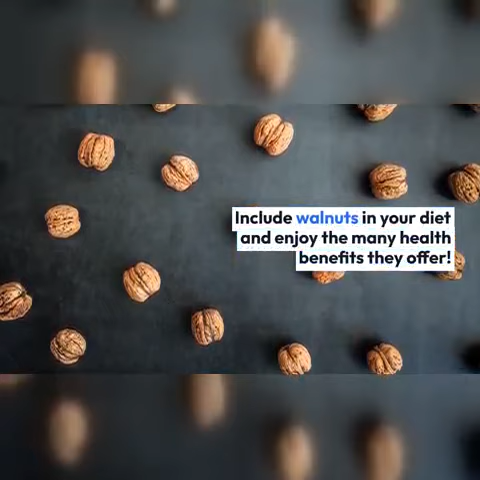 Include walnuts in your diet
and enjoy the many health
benefits they offer!